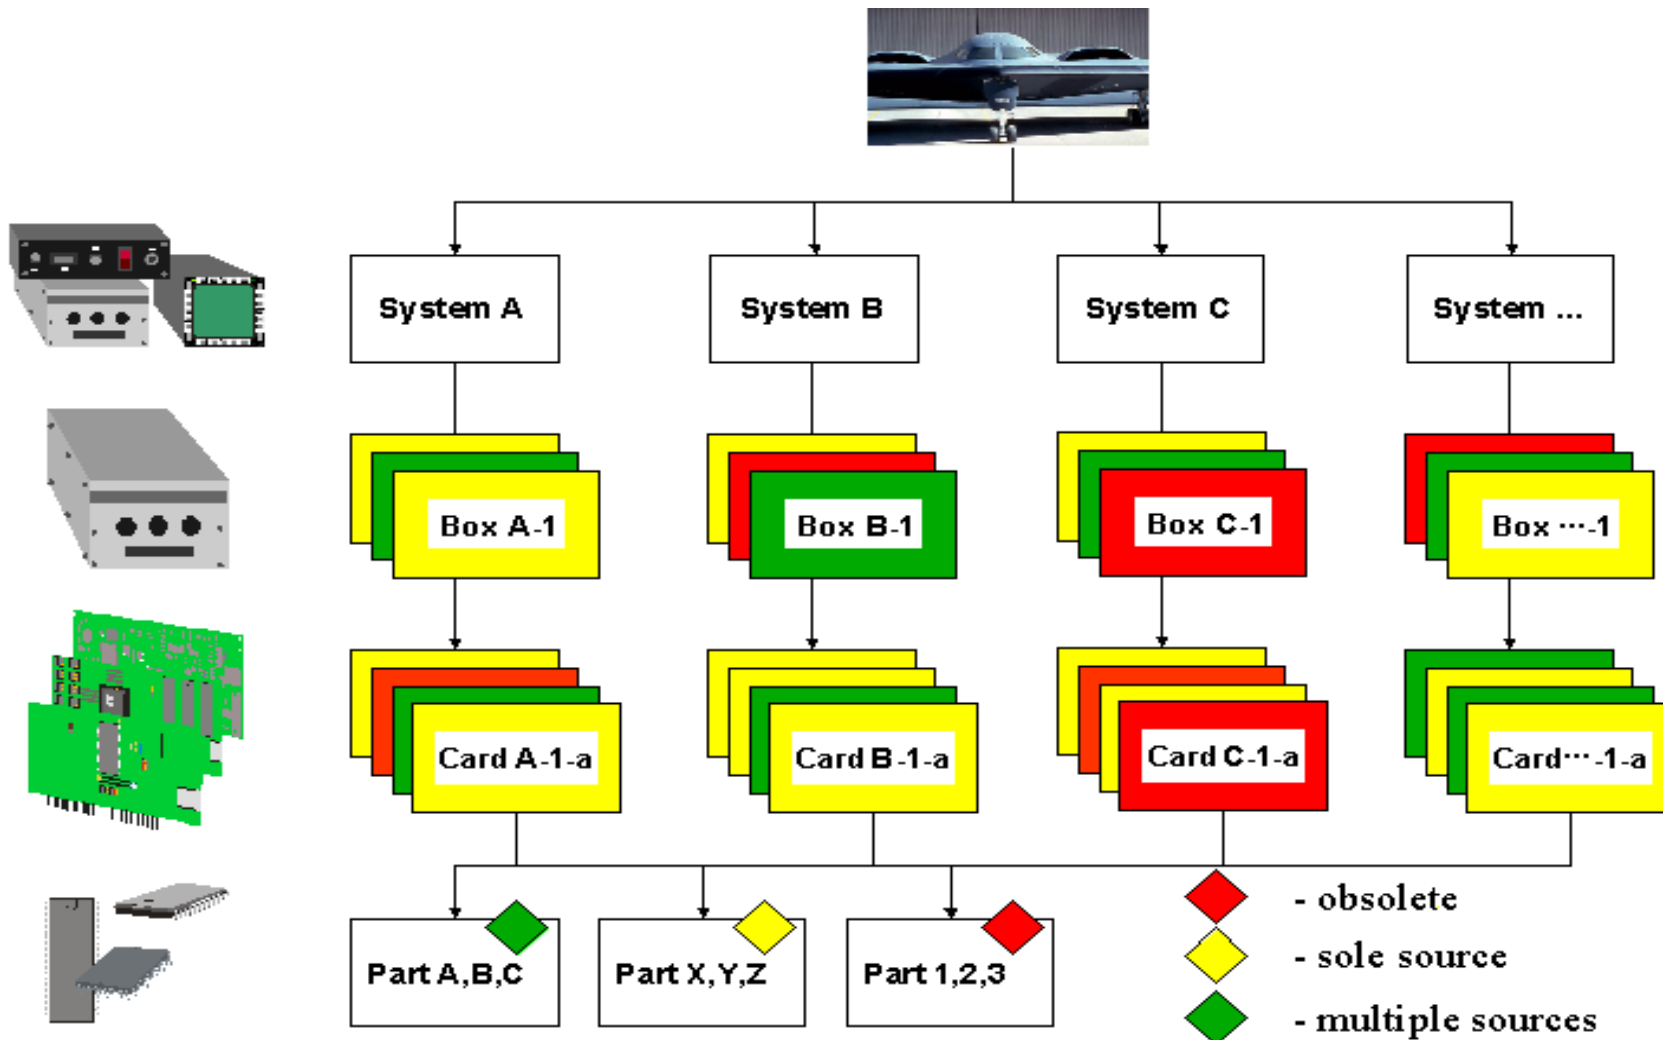 System A
System B
System C
System ...
Box A-1
Box B-1
Box C-1
Box ...-1
Card A-1-a
Card B-1-a
Card C-1-a
Card...-1-a
Part A,B,C
Part X,Y,Z
Part 1,2,3
- obsolete
- sole source
- multiple sources